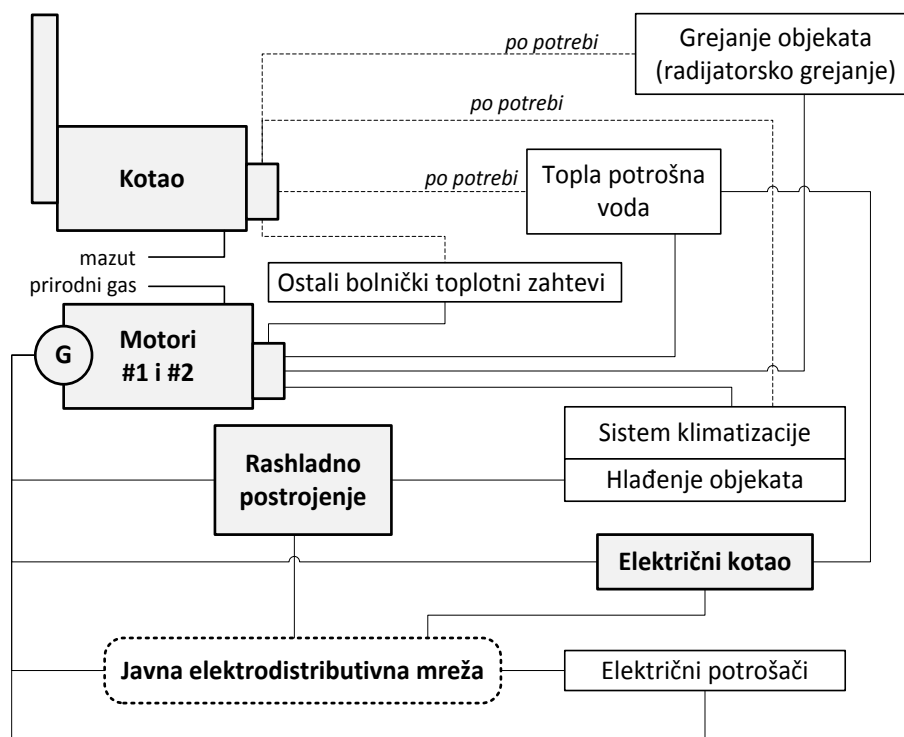 po potrebi
Grejanje objekata
(radijatorsko grejanje)
po potrebi
Kotao
po potrebi
Topla potrošna
voda
mazut
prirodni gas
Ostali bolnički toplotni zahtevi
G
Motori
#1 i #2
Sistem klimatizacije
Rashladno
postrojenje
Hlađenje objekata
Električni kotao
Javna elektrodistributivna mreža
Električni potrošači